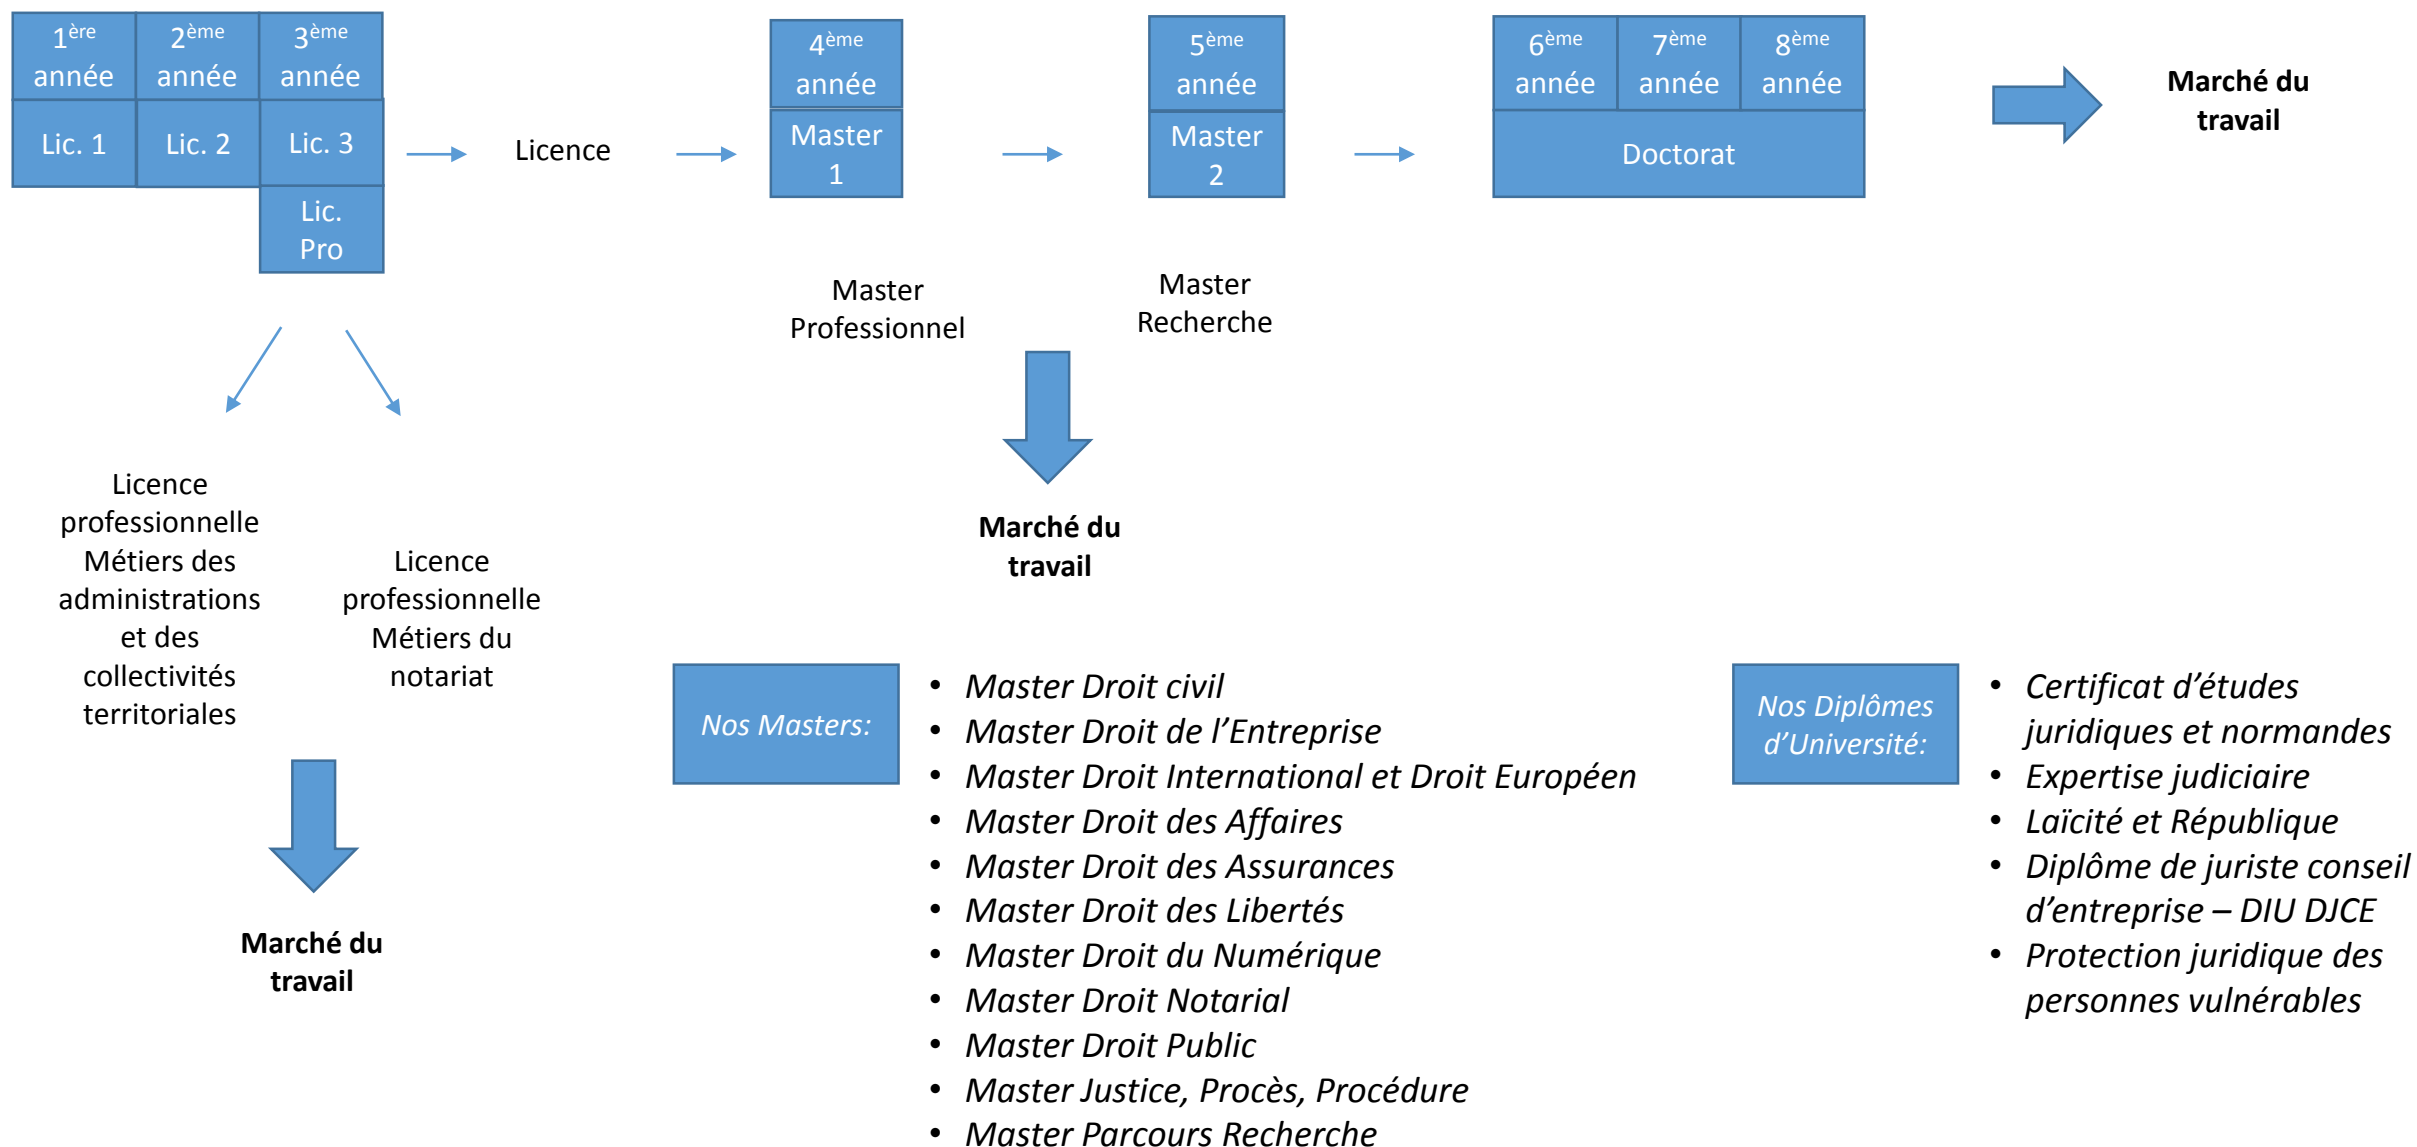 1ère année
2ème année
3ème année
Lic. 1
Lic. 2
Lic. 3
Lic. Pro
Licence
4ème année
Master 1
5ème année
Master 2
6ème année
7ème année
8ème année
Doctorat
Marché du
travail
Master
Professionnel
Master
Recherche
Marché du
travail
Licence
professionnelle
Métiers des
administrations
et des
collectivités
territoriales
Licence
professionnelle
Métiers du
notariat
Marché du
travail
Nos Masters:
• Master Droit civil
• Master Droit de l’Entreprise
• Master Droit International et Droit Européen
• Master Droit des Affaires
• Master Droit des Assurances
• Master Droit des Libertés
• Master Droit du Numérique
• Master Droit Notarial
• Master Droit Public
• Master Justice, Procès, Procédure
• Master Parcours Recherche
Nos Diplômes
d’Université:
• Certificat d’études
juridiques et normandes
• Expertise judiciaire
• Laïcité et République
• Diplôme de juriste conseil
d’entreprise – DIU DJCE
• Protection juridique des
personnes vulnérables